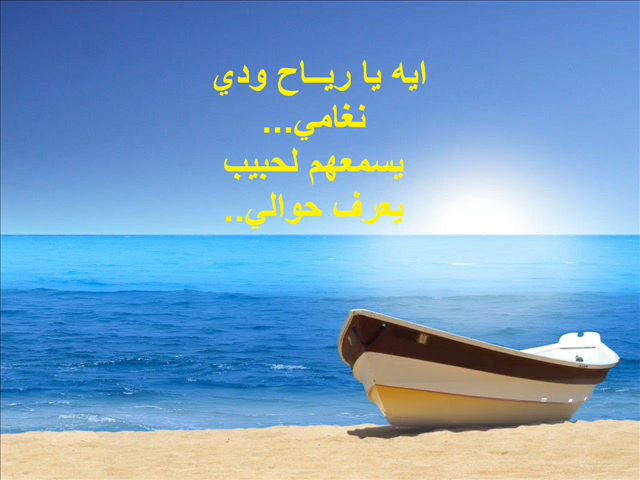 ايه يا ريــاح ودي
نغامي...
يسمعهم لحبيب
يعرف حوالي..